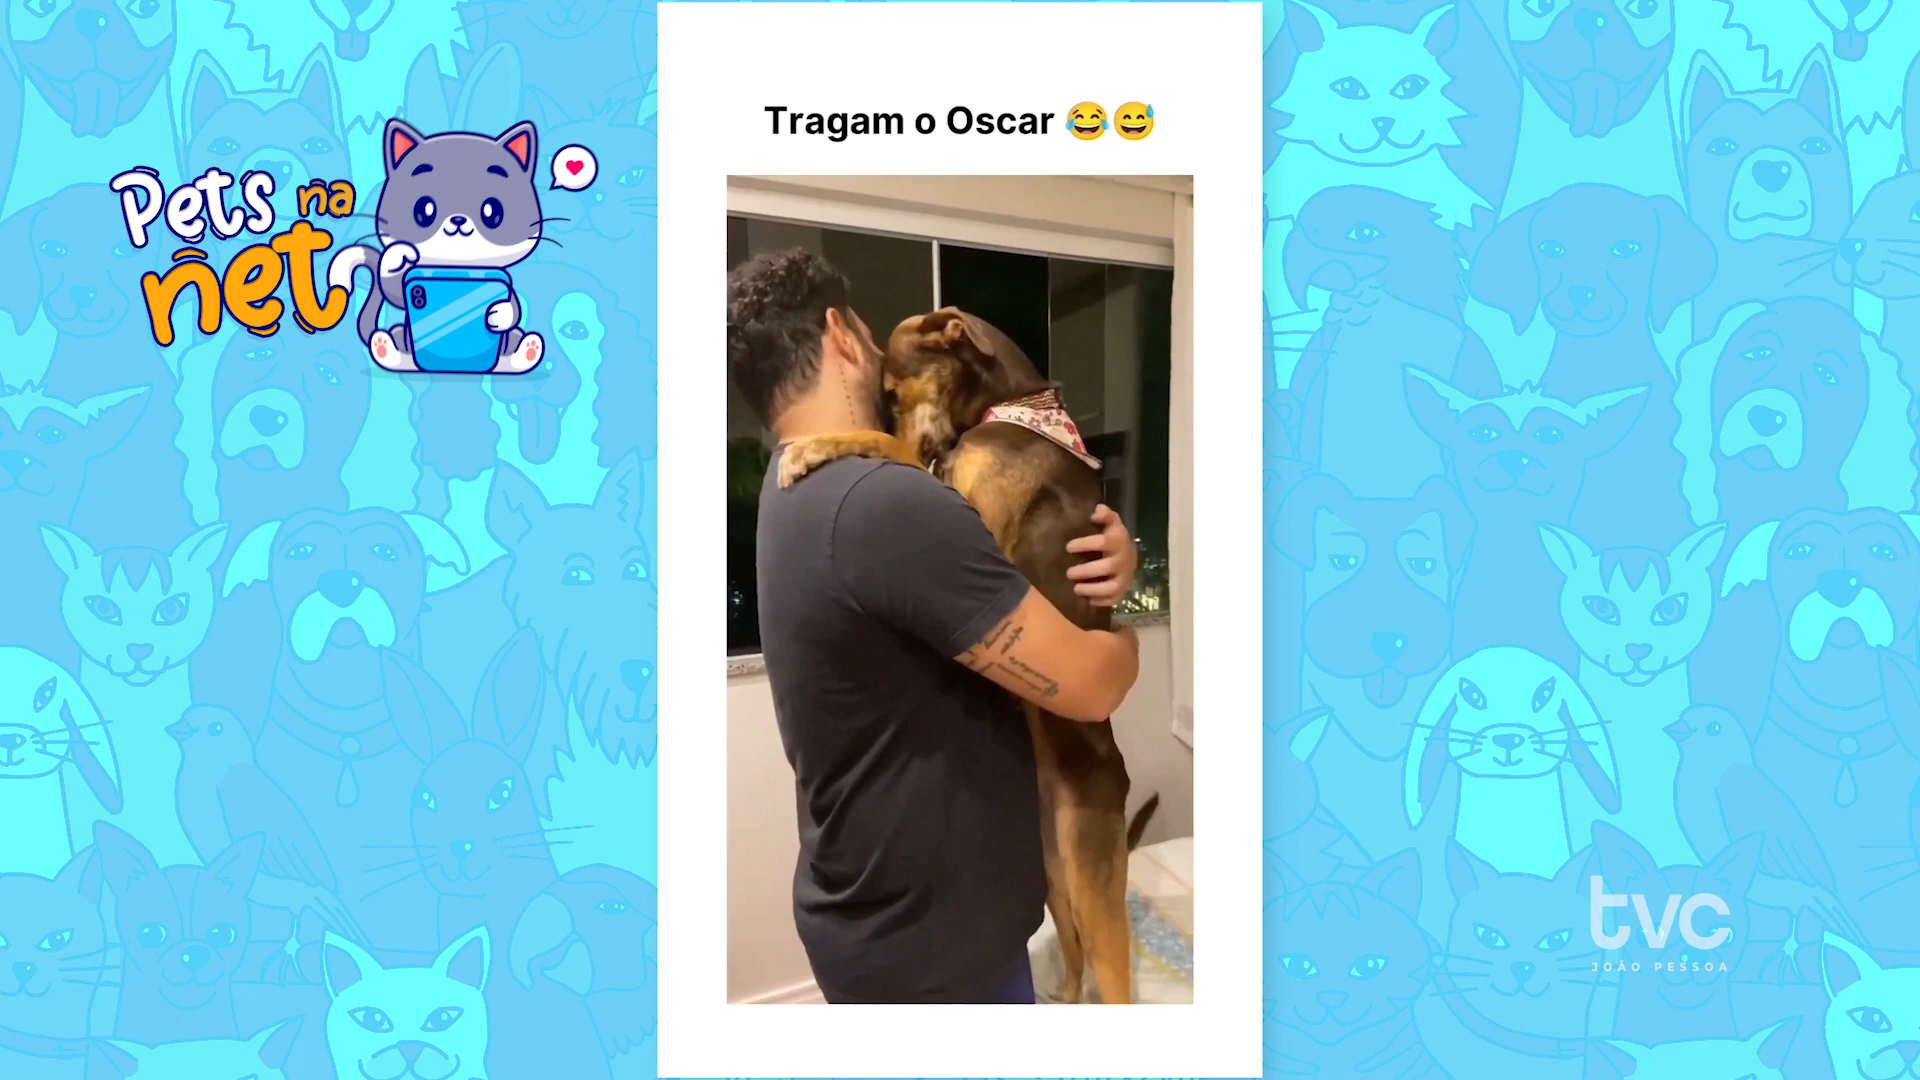 Pets na
net
Tragam o Oscar 😂😅
tvc
JOÃO PESSOA